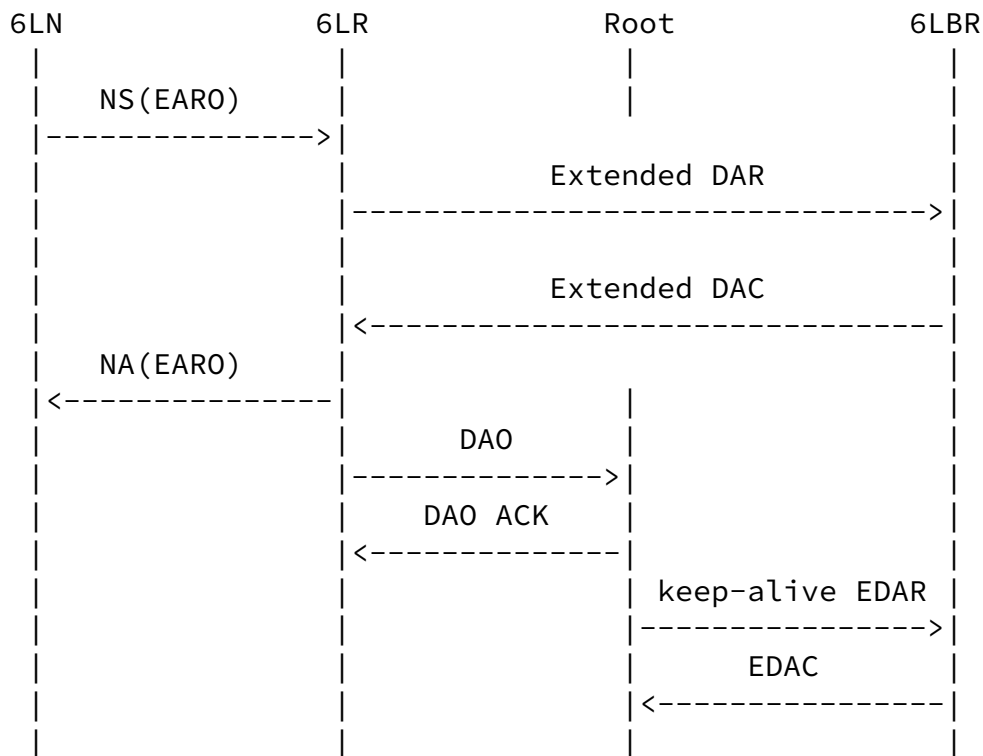 6LN 6LR Root 6LBR
NS(EARO)
Extended DAR
Extended DAC
NA(EARO)
DAO
DAO ACK
keep-alive EDAR
EDAC